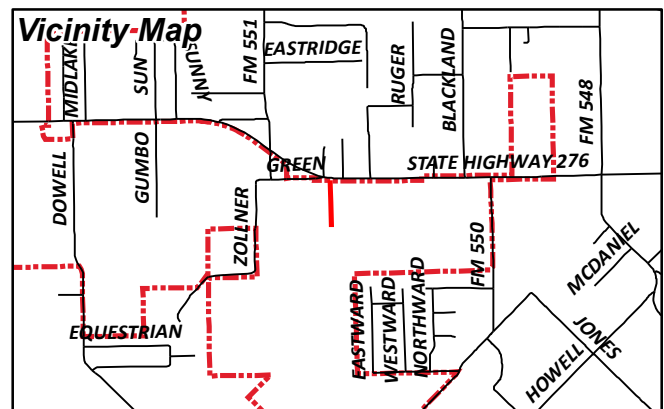 Vicinity Map
MIDLAKE
SUN
SUNNY
FM 551
EASTRIDGE
RUGER
BLACKLAND
FM 548
DOWELL
GUMBO
GREEN
STATE HIGHWAY 276
ZOLLNER
FM 550
MCDANIEL
EQUESTRIAN
EASTWARD
WESTWARD
NORTHWARD
JONES
HOWELL